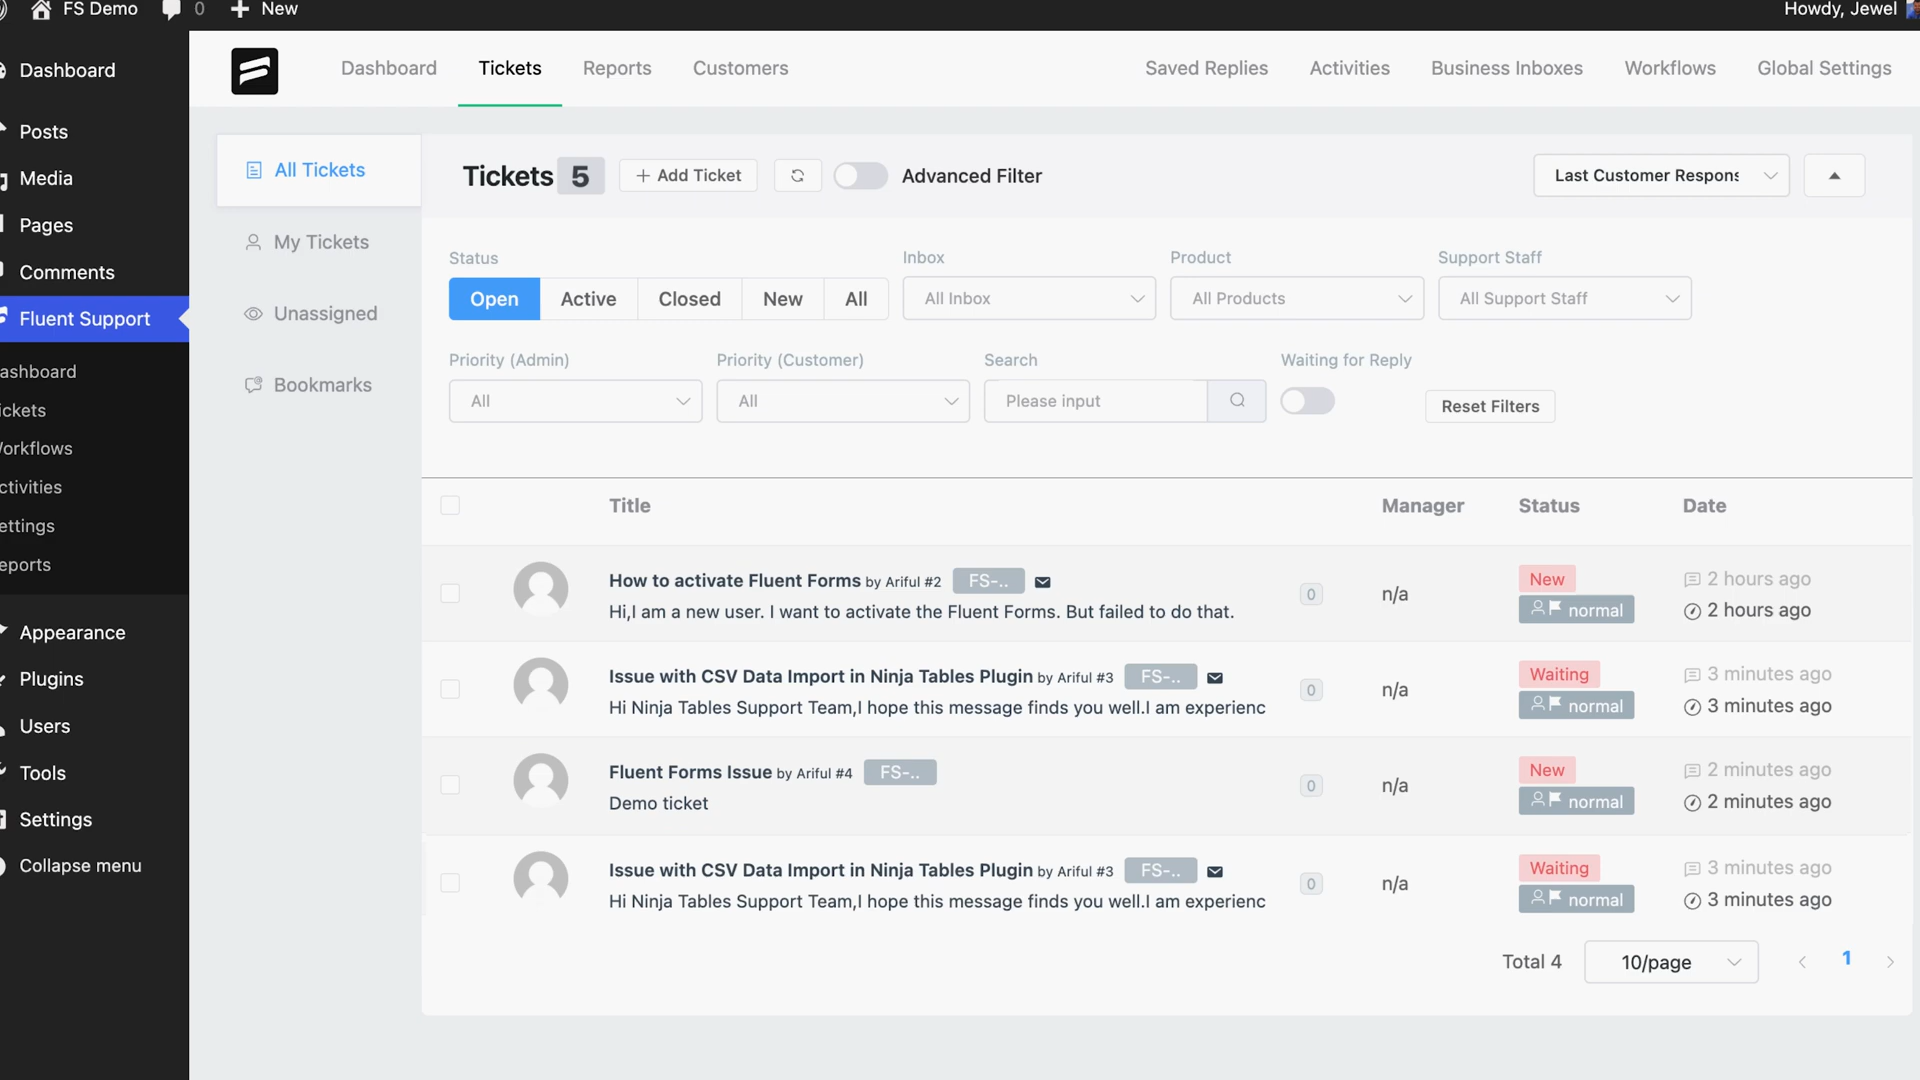 FS Demo 0 New Howdy, Jewel
Dashboard
Posts
Media
Pages
Comments
Fluent Support
ashboard
ickets
orkflows
ctivities
ettings
eports
Appearance
Plugins
Users
Tools
Settings
Collapse menu
Dashboard Tickets Reports Customers Saved Replies Activities Business Inboxes Workflows Global Settings
All Tickets
My Tickets
Unassigned
Bookmarks
Tickets 5 + Add Ticket Advanced Filter Last Customer Respons
Status Inbox Product Support Staff
Open Active Closed New All All Inbox All Products All Support Staff
Priority (Admin) Priority (Customer) Search Waiting for Reply
All All Please input Reset Filters
Title Manager Status Date
How to activate Fluent Forms by Ariful #2 FS-.. New 2 hours ago
Hi,I am a new user. I want to activate the Fluent Forms. But failed to do that. 0 n/a normal 2 hours ago
Issue with CSV Data Import in Ninja Tables Plugin by Ariful #3 FS-.. Waiting 3 minutes ago
Hi Ninja Tables Support Team,I hope this message finds you well.I am experienc 0 n/a normal 3 minutes ago
Fluent Forms Issue by Ariful #4 FS-.. New 2 minutes ago
Demo ticket 0 n/a normal 2 minutes ago
Issue with CSV Data Import in Ninja Tables Plugin by Ariful #3 FS-.. Waiting 3 minutes ago
Hi Ninja Tables Support Team,I hope this message finds you well.I am experienc 0 n/a normal 3 minutes ago
Total 4 10/page 1